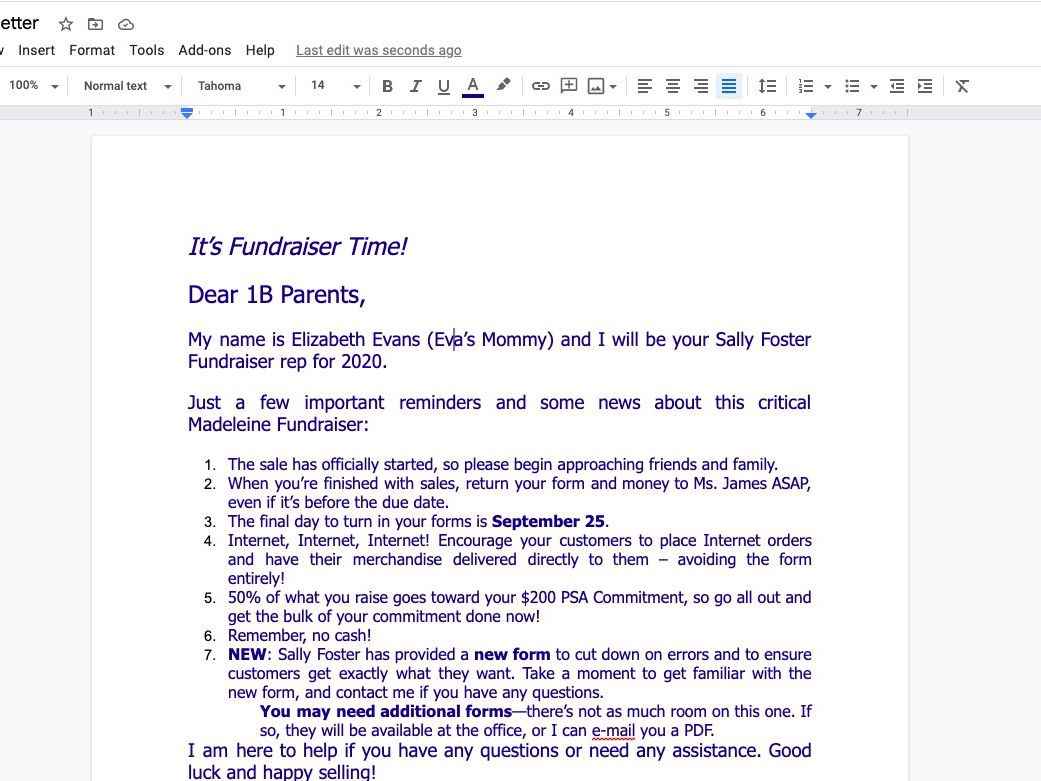 etter
Insert Format Tools Add-ons Help Last edit was seconds ago
100% Normal text Tahoma 14 B I U A
1 1 2 3 4 5 6 7
It’s Fundraiser Time!
Dear 1B Parents,
My name is Elizabeth Evans (Eva’s Mommy) and I will be your Sally Foster
Fundraiser rep for 2020.
Just a few important reminders and some news about this critical
Madeleine Fundraiser:
1. The sale has officially started, so please begin approaching friends and family.
2. When you’re finished with sales, return your form and money to Ms. James ASAP,
even if it’s before the due date.
3. The final day to turn in your forms is September 25.
4. Internet, Internet, Internet! Encourage your customers to place Internet orders
and have their merchandise delivered directly to them – avoiding the form
entirely!
5. 50% of what you raise goes toward your $200 PSA Commitment, so go all out and
get the bulk of your commitment done now!
6. Remember, no cash!
7. NEW: Sally Foster has provided a new form to cut down on errors and to ensure
customers get exactly what they want. Take a moment to get familiar with the
new form, and contact me if you have any questions.
You may need additional forms—there’s not as much room on this one. If
so, they will be available at the office, or I can e-mail you a PDF.
I am here to help if you have any questions or need any assistance. Good
luck and happy selling!